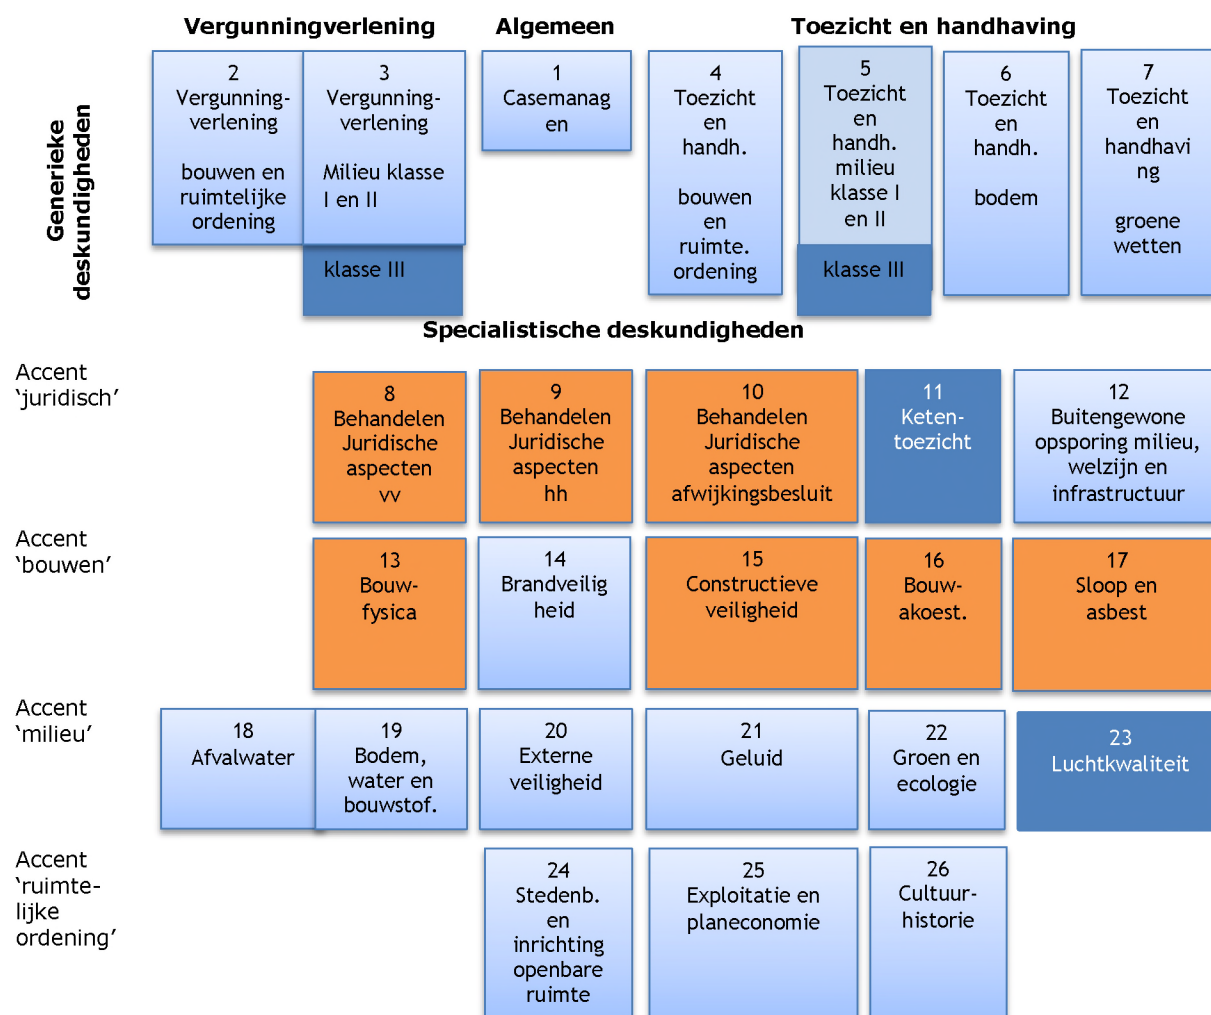 Vergunningverlening
Algemeen
Toezicht en handhaving
Generieke
deskundigheden
2
Vergunning-
verlening
bouwen en
ruimtelijke
ordening
3
Vergunning-
verlening
Milieu klasse
I en II
klasse III
1
Casemanag
en
4
Toezicht
en
handh.
bouwen
en
ruimte.
ordening
5
Toezicht
en
handh.
milieu
klasse I
en II
klasse III
6
Toezicht
en
handh.
bodem
7
Toezicht
en
handhavi
ng
groene
wetten
Specialistische deskundigheden
Accent
‘juridisch’
8
Behandelen
Juridische
aspecten
vv
9
Behandelen
Juridische
aspecten
hh
10
Behandelen
Juridische
aspecten
afwijkingsbesluit
11
Keten-
toezicht
12
Buitengewone
opsporing milieu,
welzijn en
infrastructuur
Accent
‘bouwen’
13
Bouw-
fysica
14
Brandveilig
heid
15
Constructieve
veiligheid
16
Bouw-
akoest.
17
Sloop en
asbest
Accent
‘milieu’
18
Afvalwater
19
Bodem,
water en
bouwstof.
20
Externe
veiligheid
21
Geluid
22
Groen en
ecologie
23
Luchtkwaliteit
Accent
‘ruimte-
lijke
ordening’
24
Stedenb.
en
inrichting
openbare
ruimte
25
Exploitatie en
planeconomie
26
Cultuur-
historie